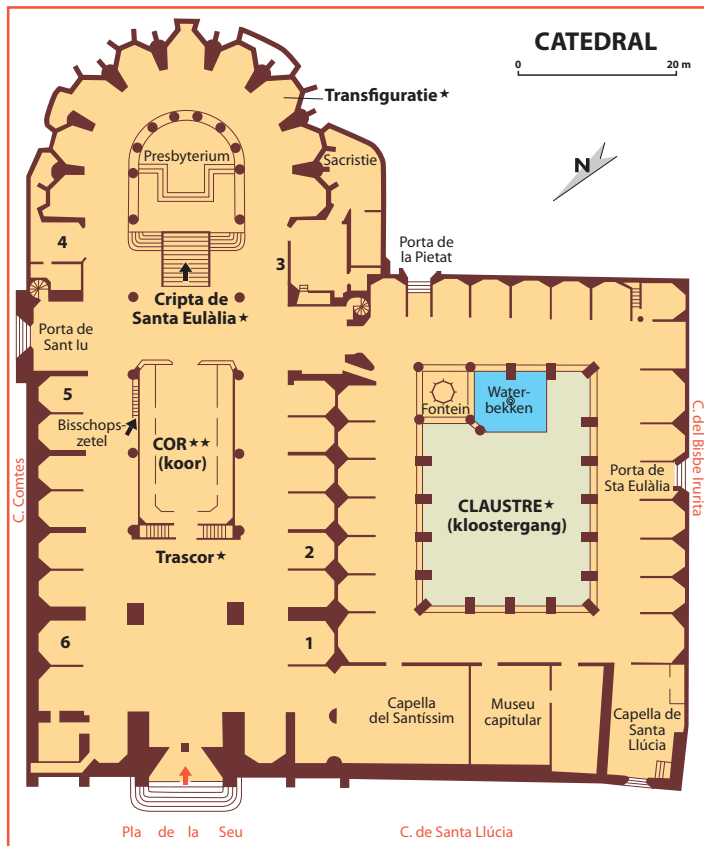 CATEDRAL
0
20 m
Transfiguratie★
Presbyterium
Sacristie
N
4
3
Porta de
la Pietat
Cripta de
Santa Eulàlia★
Porta de
Sant Iu
5
Bisschops-
zetel
COR★★
(koor)
Fontein
Water-
bekken
C. Comtes
C. del Bisbe Irurita
Porta de
Sta Eulàlia
CLAUSTRE★
(kloostergang)
Trascor★
2
6
1
Capella
del Santíssim
Museu
capitular
Capella de
Santa
Llúcia
Pla de la Seu
C. de Santa Llúcia